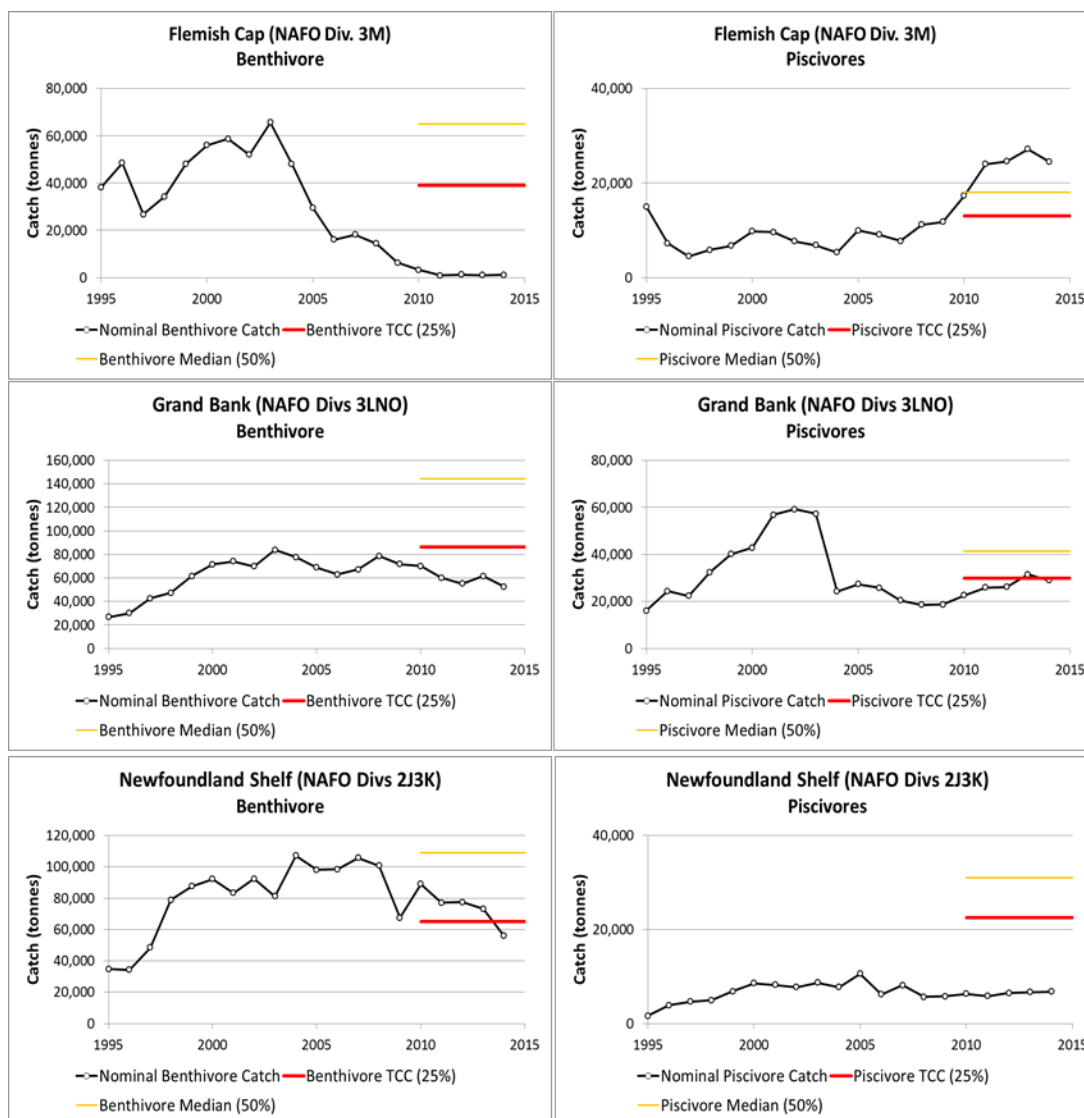 Flemish Cap (NAFO Div. 3M)
Benthivore
Catch (tonnes)
80,000
60,000
40,000
20,000
0
1995 2000 2005 2010 2015
Nominal Benthivore Catch Benthivore TCC (25%)
Benthivore Median (50%)
Flemish Cap (NAFO Div. 3M)
Piscivores
Catch (tonnes)
40,000
20,000
0
1995 2000 2005 2010 2015
Nominal Piscivore Catch Piscivore TCC (25%)
Piscivore Median (50%)
Grand Bank (NAFO Divs 3LNO)
Benthivore
Catch (tonnes)
160,000
140,000
120,000
100,000
80,000
60,000
40,000
20,000
0
1995 2000 2005 2010 2015
Nominal Benthivore Catch Benthivore TCC (25%)
Benthivore Median (50%)
Grand Bank (NAFO Divs 3LNO)
Piscivores
Catch (tonnes)
80,000
60,000
40,000
20,000
0
1995 2000 2005 2010 2015
Nominal Piscivore Catch Piscivore TCC (25%)
Piscivore Median (50%)
Newfoundland Shelf (NAFO Divs 2J3K)
Benthivore
Catch (tonnes)
120,000
100,000
80,000
60,000
40,000
20,000
0
1995 2000 2005 2010 2015
Nominal Benthivore Catch Benthivore TCC (25%)
Benthivore Median (50%)
Newfoundland Shelf (NAFO Divs 2J3K)
Piscivores
Catch (tonnes)
40,000
20,000
0
1995 2000 2005 2010 2015
Nominal Piscivore Catch Piscivore TCC (25%)
Piscivore Median (50%)